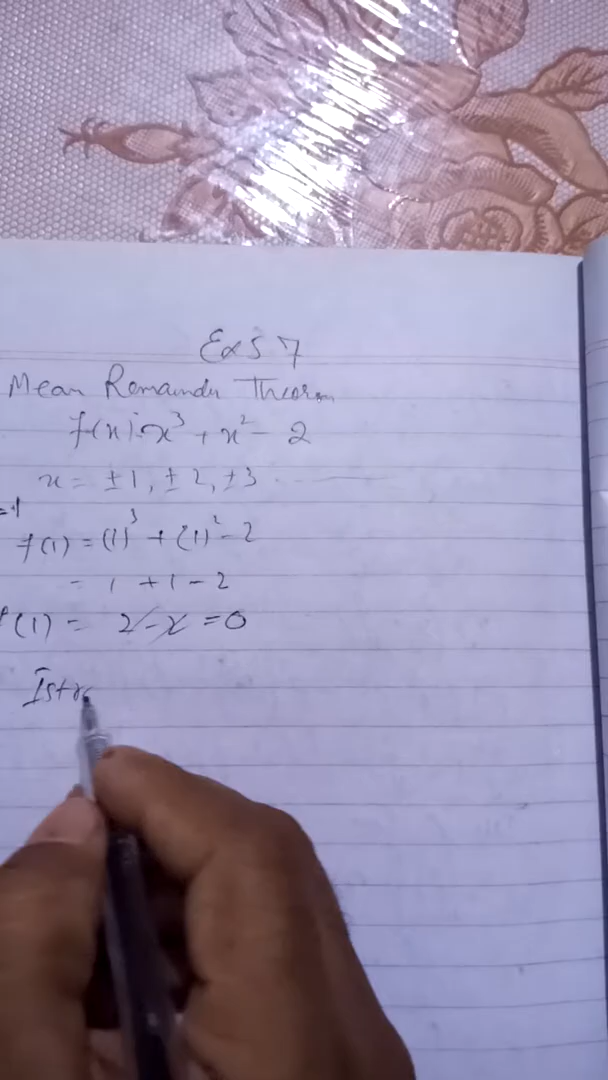 Ex 5 7
Mean Remainder Theorem
f(x) = x³ + x² - 2
x = ±1, ±2, ±3 -------
=1
f(1) = (1)³ + (1)² - 2
= 1 + 1 - 2
f(1) = 2 - 2 = 0